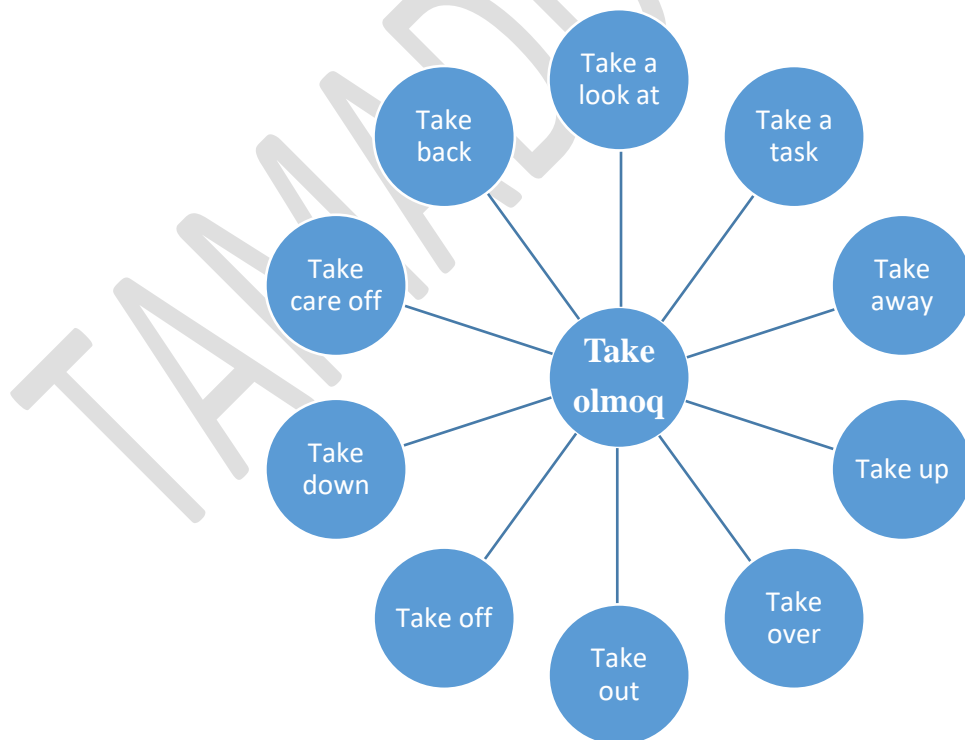 Take a
look at
Take a
task
Take
away
Take up
Take
over
Take
out
Take off
Take
down
Take
care off
Take
back
Take
olmoq